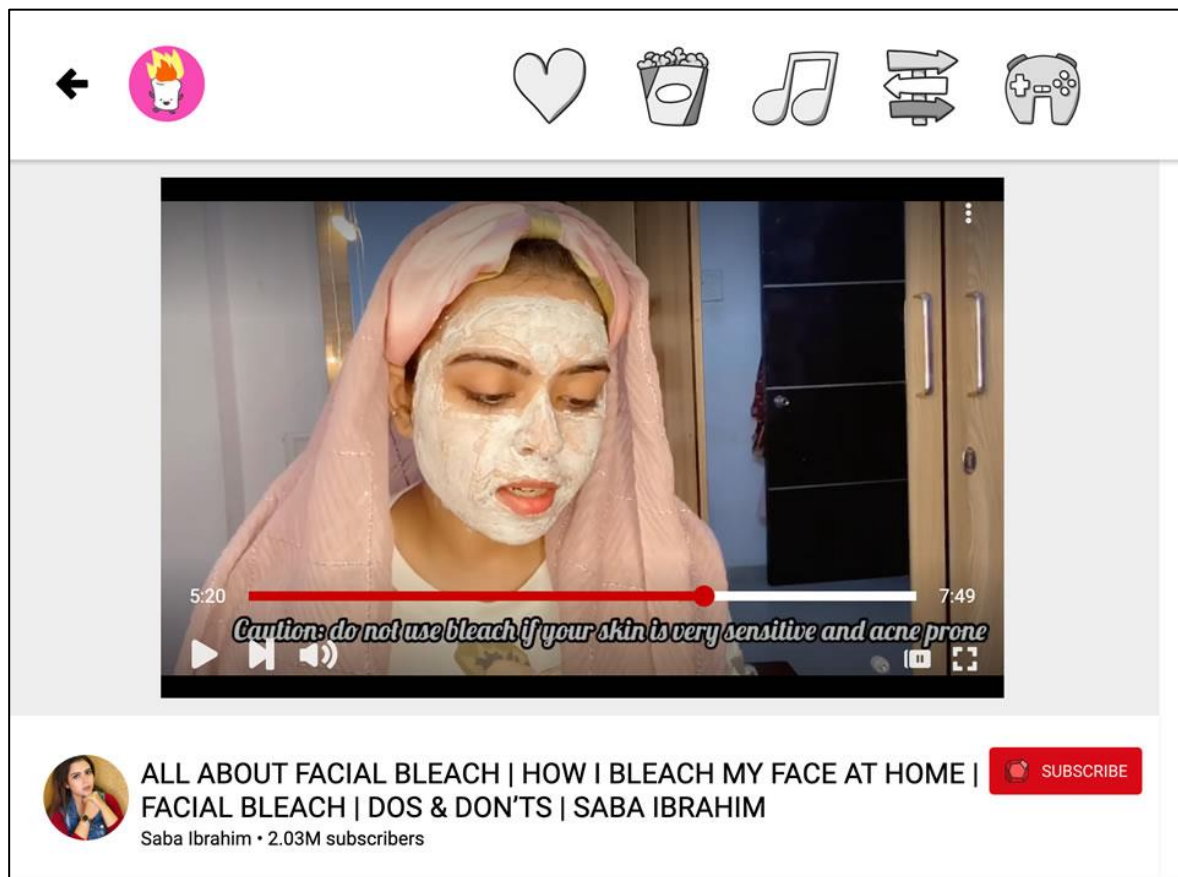 5:20
7:49
Caution: do not use bleach if your skin is very sensitive and acne prone
ALL ABOUT FACIAL BLEACH | HOW I BLEACH MY FACE AT HOME |
FACIAL BLEACH | DOS & DON’TS | SABA IBRAHIM
SUBSCRIBE
Saba Ibrahim • 2.03M subscribers